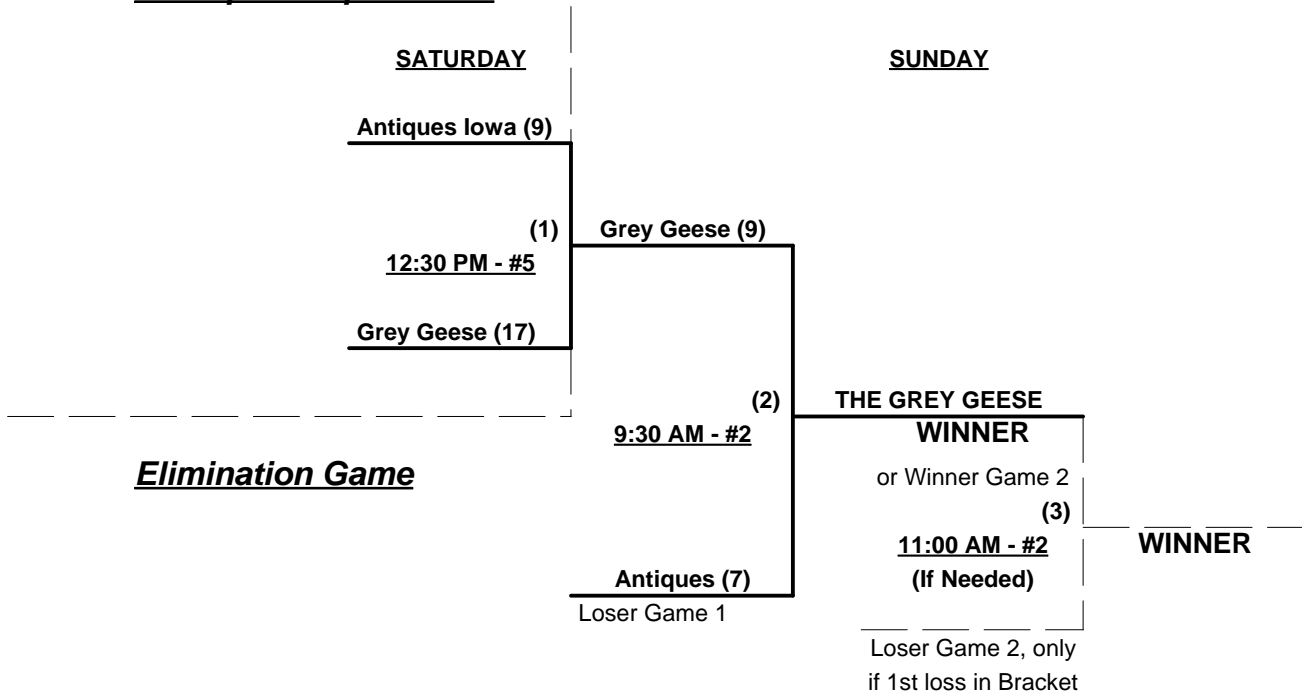 SATURDAY
SUNDAY
Antiques Iowa (9)
(1)
Grey Geese (9)
12:30 PM - #5
Grey Geese (17)
(2)
THE GREY GEESE
9:30 AM - #2
WINNER
Elimination Game
or Winner Game 2
(3)
11:00 AM - #2
WINNER
Antiques (7)
(If Needed)
Loser Game 1
Loser Game 2, only
if 1st loss in Bracket